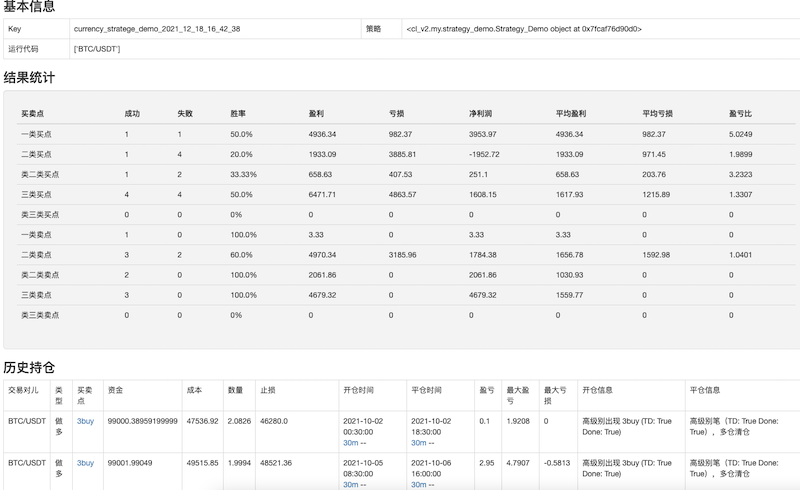 基本信息
Key currency_stratege_demo_2021_12_18_16_42_38 策略 <cl_v2.my.strategy_demo.Strategy_Demo object at 0x7fcaf76d90d0>
运行代码 ['BTC/USDT']
结果统计
买卖点 成功 失败 胜率 盈利 亏损 净利润 平均盈利 平均亏损 盈亏比
一类买点 1 1 50.0% 4936.34 982.37 3953.97 4936.34 982.37 5.0249
二类买点 1 4 20.0% 1933.09 3885.81 -1952.72 1933.09 971.45 1.9899
类二类买点 1 2 33.33% 658.63 407.53 251.1 658.63 203.76 3.2323
三类买点 4 4 50.0% 6471.71 4863.57 1608.15 1617.93 1215.89 1.3307
类三类买点 0 0 0% 0 0 0 0 0 0
一类卖点 1 0 100.0% 3.33 0 3.33 3.33 0 0
二类卖点 3 2 60.0% 4970.34 3185.96 1784.38 1656.78 1592.98 1.0401
类二类卖点 2 0 100.0% 2061.86 0 2061.86 1030.93 0 0
三类卖点 3 0 100.0% 4679.32 0 4679.32 1559.77 0 0
类三类卖点 0 0 0% 0 0 0 0 0 0
历史持仓
交易对儿 类型 买卖点 资金 成本 数量 止损 开仓时间 平仓时间 盈亏 最大盈亏 最大亏损 开仓信息 平仓信息
BTC/USDT 做多 3buy 99000.38959199999 47536.92 2.0826 46280.0 2021-10-02 00:30:00 30m -- 2021-10-02 18:30:00 30m -- 0.1 1.9208 0 高级别出现 3buy (TD: True Done: True) 高级别笔（TD: True Done: True），多仓清仓
BTC/USDT 做多 3buy 99001.99049 49515.85 1.9994 48521.36 2021-10-05 08:30:00 30m -- 2021-10-06 16:00:00 30m -- 2.95 4.7907 -0.5813 高级别出现 3buy (TD: True Done: True) 高级别笔（TD: True Done: True），多仓清仓